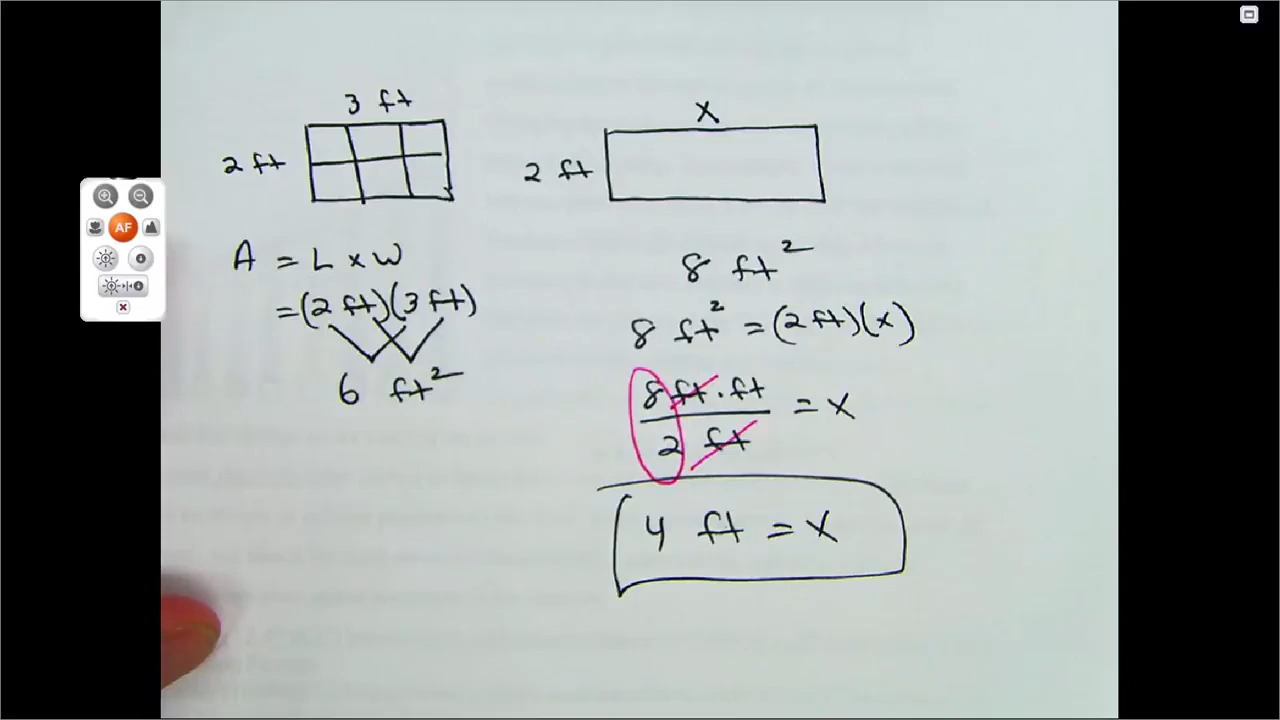 3 ft
2 ft
A = L x W
= (2 ft)(3 ft)
6 ft²
x
2 ft
8 ft²
8 ft² = (2 ft)(x)
8 ft · ft
2 ft
= x
4 ft = x
AF